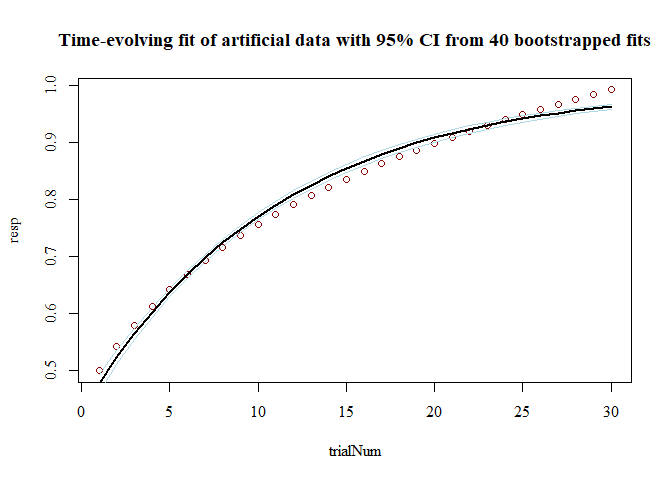 Time-evolving fit of artificial data with 95% CI from 40 bootstrapped fits
1.0
0.9
0.8
0.7
0.6
0.5
resp
0 5 10 15 20 25 30
trialNum